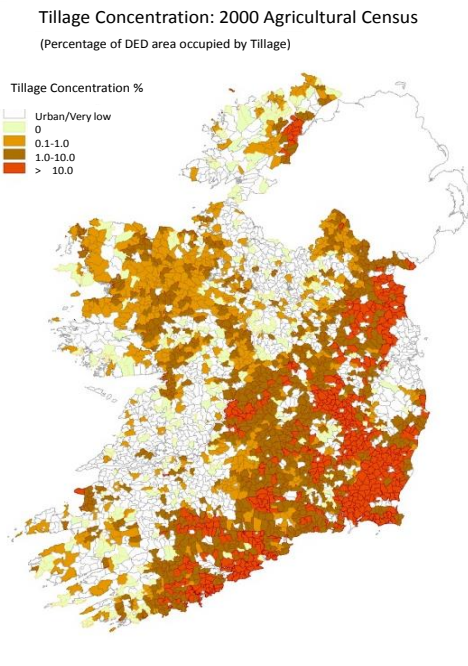 Tillage Concentration: 2000 Agricultural Census
(Percentage of DED area occupied by Tillage)
Tillage Concentration %
Urban/Very low
0
0.1-1.0
1.0-10.0
> 10.0